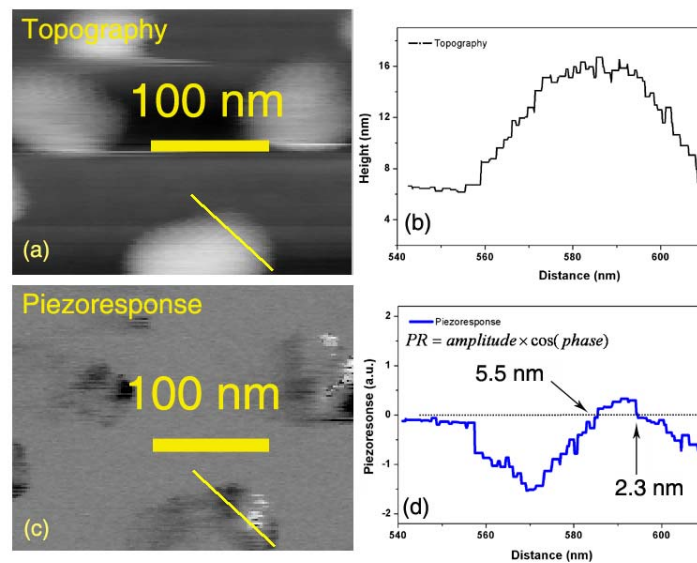 Topography
100 nm
(a)
Topography
16
12
8
4
Height (nm)
540
560
580
600
Distance (nm)
(b)
Piezoresponse
100 nm
(c)
Piezoresponse
PR = amplitude × cos( phase)
5.5 nm
2.3 nm
2
1
0
-1
-2
Piezoresonse (a.u.)
540
560
580
600
Distance (nm)
(d)